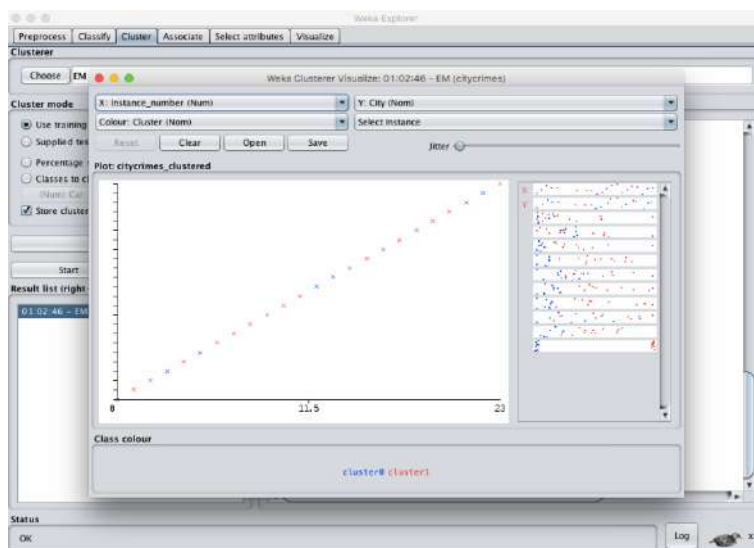 Weka Explorer
Preprocess Classify Cluster Associate Select attributes Visualize
Clusterer
Choose EM
Weka Clusterer Visualize: 01:02:46 - EM (citycrimes)
X: Instance_number (Num) Y: City (Nom)
Cluster mode
Colour: Cluster (Nom) Select Instance
Use training
Reset Clear Open Save Jitter
Supplied tes
Percentage
Plot: citycrimes_clustered
Classes to cl
(Num) Car
Store cluster
X
Y
Start
Result list (right-
01:02:46 - EM
0 11.5 23
Class colour
cluster0 cluster1
Status
OK
Log